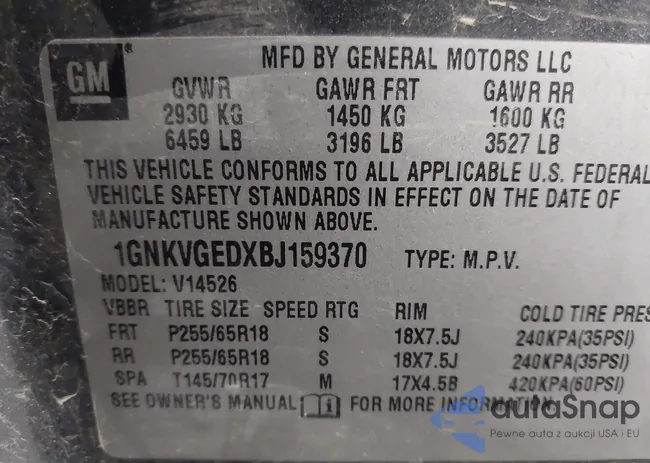 GM ®
MFD BY GENERAL MOTORS LLC
GVWR GAWR FRT GAWR RR
2930 KG 1450 KG 1600 KG
6459 LB 3196 LB 3527 LB
THIS VEHICLE CONFORMS TO ALL APPLICABLE U.S. FEDERAL
VEHICLE SAFETY STANDARDS IN EFFECT ON THE DATE OF
MANUFACTURE SHOWN ABOVE.
1GNKVGEDXBJ159370 TYPE: M.P.V.
MODEL: V14526
VBBR TIRE SIZE SPEED RTG RIM COLD TIRE PRES
FRT P255/65R18 S 18X7.5J 240KPA(35PSI)
RR P255/65R18 S 18X7.5J 240KPA(35PSI)
SPA T145/70R17 M 17X4.5B 420KPA(60PSI)
SEE OWNER'S MANUAL i FOR MORE INFORMATION
autoSnap
Pewne auta z aukcji USA i EU